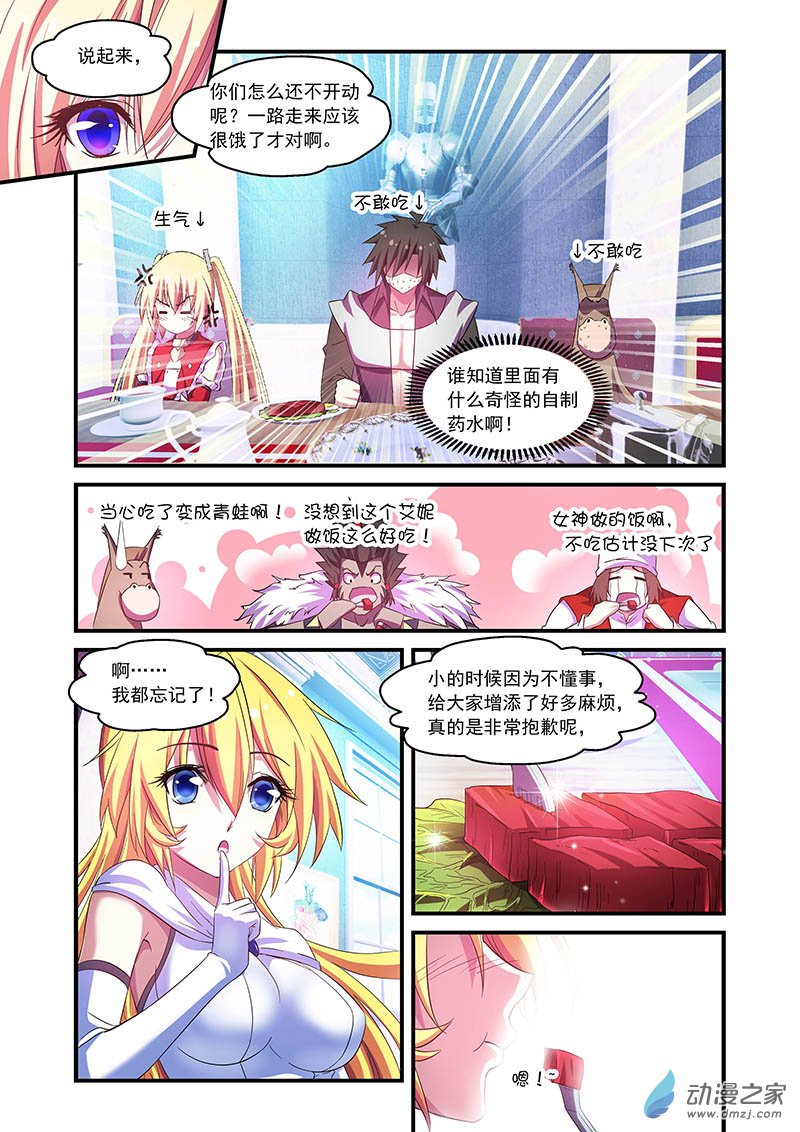 说起来，
你们怎么还不开动
呢？一路走来应该
很饿了才对啊。
生气↓
不敢吃↓
↓不敢吃
谁知道里面有
什么奇怪的自制
药水啊！
当心吃了变成青蛙啊！
没想到这个艾妮
做饭这么好吃！
女神做的饭啊，
不吃估计没下次了
啊……
我都忘记了！
小的时候因为不懂事，
给大家增添了好多麻烦，
真的是非常抱歉呢，
嗯！~
动漫之家
www.dmzj.com